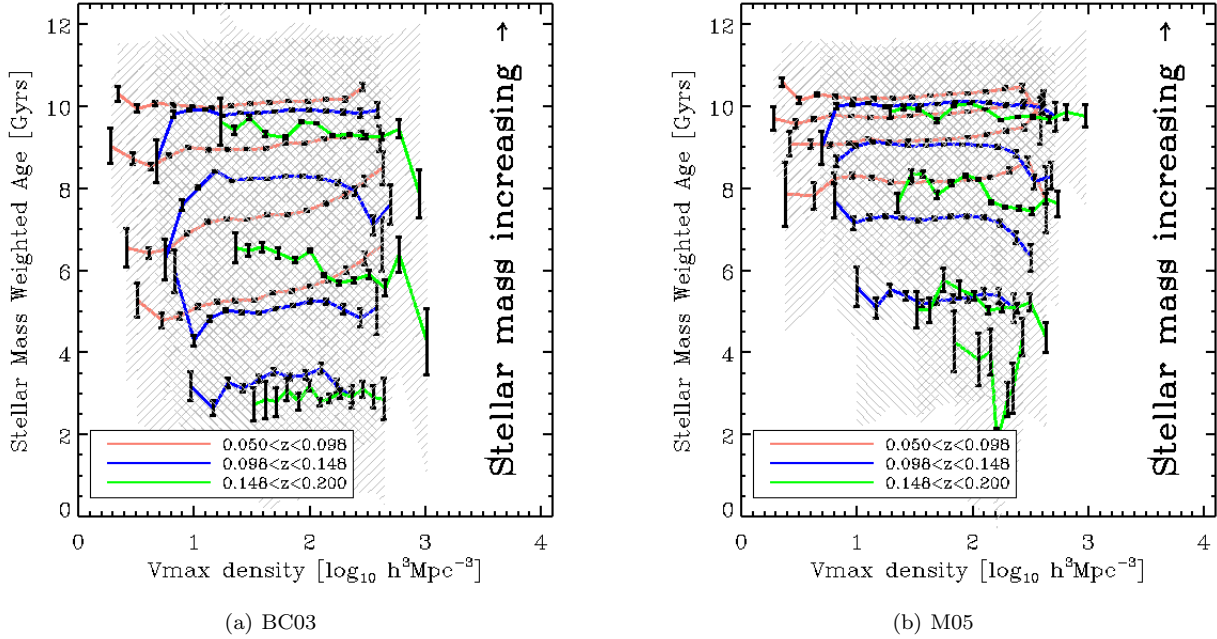 12
10
8
6
4
2
0
Stellar Mass Weighted Age [Gyrs]
Stellar mass increasing →
0.050<z<0.098
0.098<z<0.148
0.148<z<0.200
0 1 2 3 4
Vmax density [log₁₀ h³Mpc⁻³]
(a) BC03
12
10
8
6
4
2
0
Stellar Mass Weighted Age [Gyrs]
Stellar mass increasing →
0.050<z<0.098
0.098<z<0.148
0.148<z<0.200
0 1 2 3 4
Vmax density [log₁₀ h³Mpc⁻³]
(b) M05